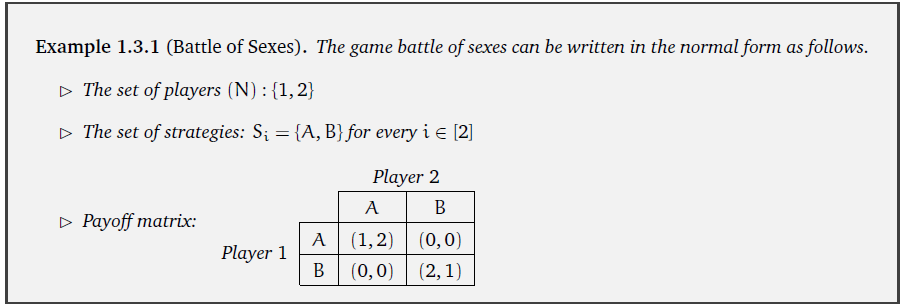 Example 1.3.1 (Battle of Sexes). The game battle of sexes can be written in the normal form as follows.
▷ The set of players (N) : {1, 2}
▷ The set of strategies: Sᵢ = {A, B} for every i ∈ [2]
Player 2
A B
▷ Payoff matrix:
Player 1
A (1, 2) (0, 0)
B (0, 0) (2, 1)